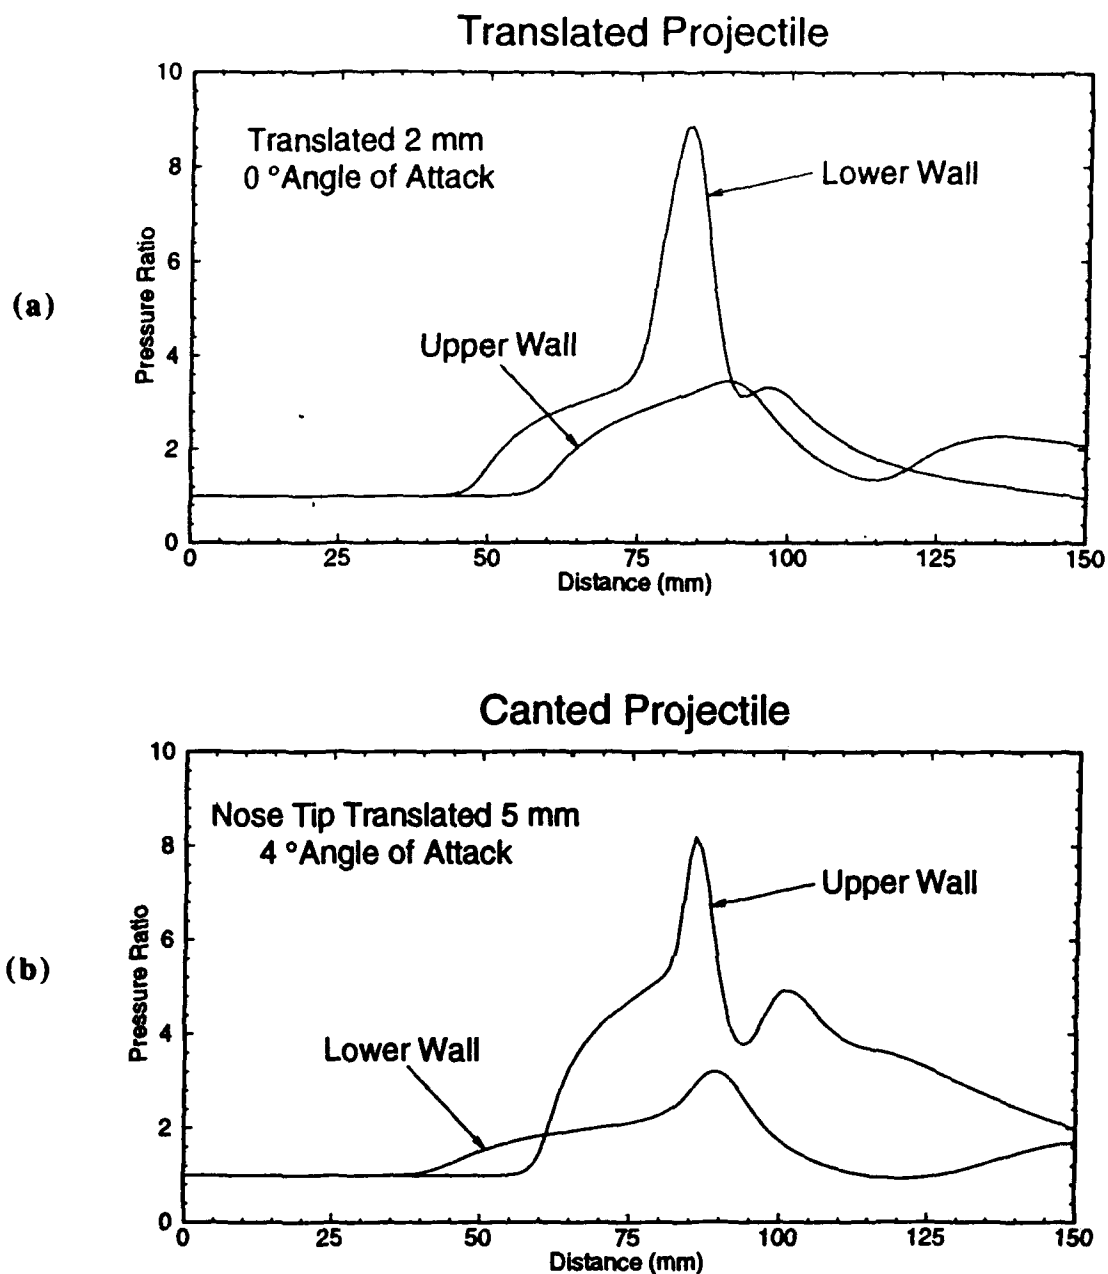 Translated Projectile
10
Translated 2 mm
0 °Angle of Attack
8
Lower Wall
Pressure Ratio
6
(a)
Upper Wall
4
2
0
0 25 50 75 100 125 150
Distance (mm)
Canted Projectile
10
Nose Tip Translated 5 mm
4 °Angle of Attack
8
Upper Wall
Pressure Ratio
6
(b)
4
Lower Wall
2
0
0 25 50 75 100 125 150
Distance (mm)